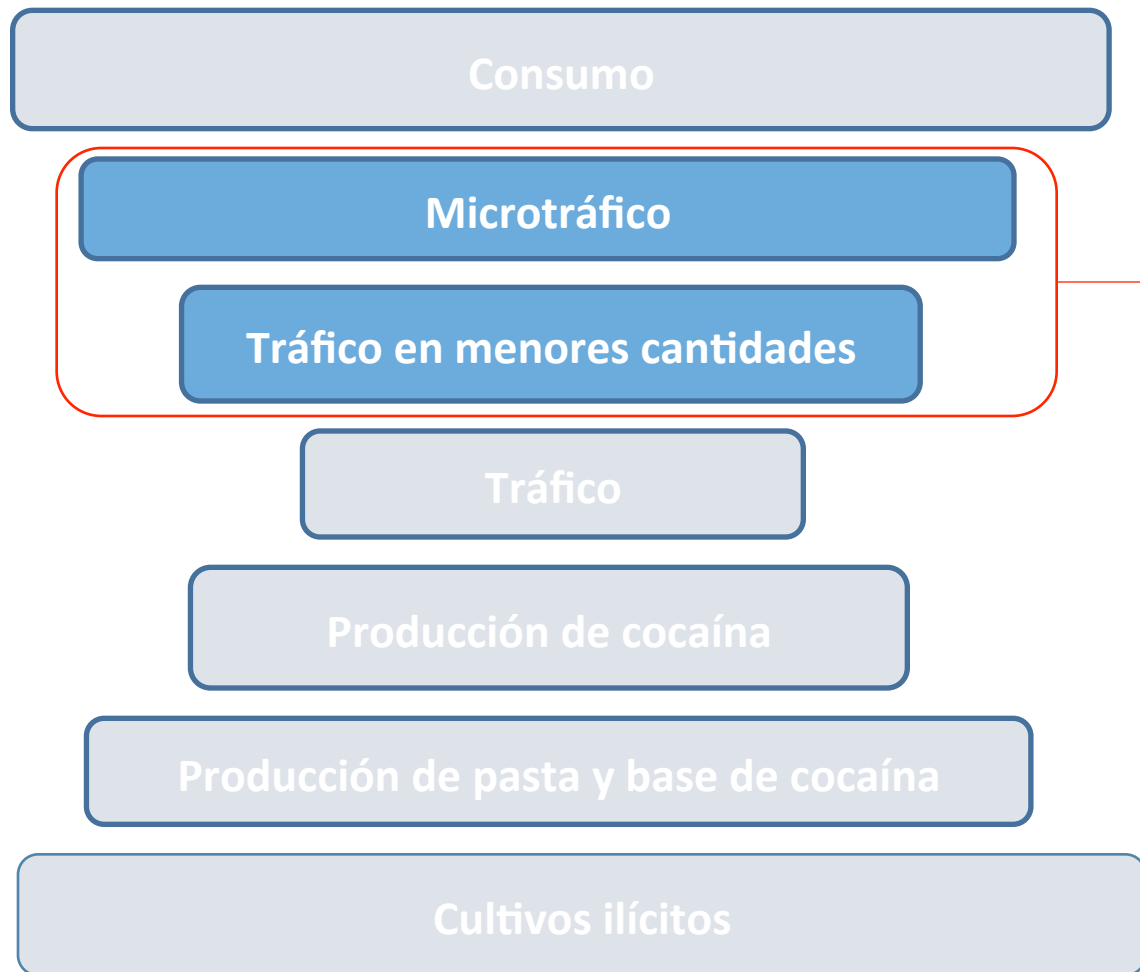 Consumo
Microtráfico
Tráfico en menores cantidades
Tráfico
Producción de cocaína
Producción de pasta y base de cocaína
Cultivos ilícitos